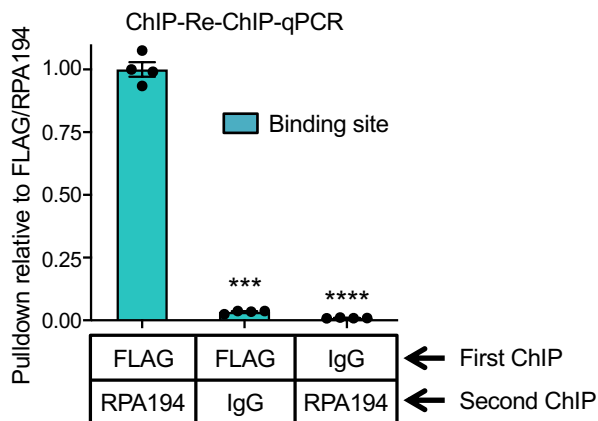 ChIP-Re-ChIP-qPCR
Pulldown relative to FLAG/RPA194
1.00
0.75
0.50
0.25
0.00
Binding site
***
****
FLAG FLAG IgG First ChIP
RPA194 IgG RPA194 Second ChIP